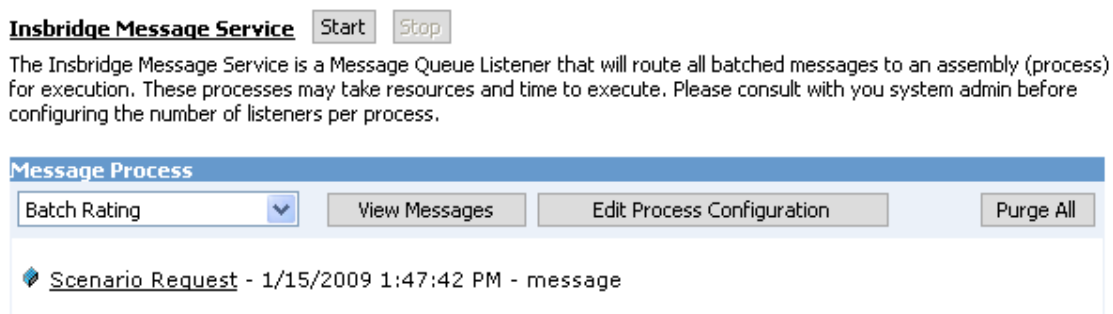 Insbridge Message Service Start Stop
The Insbridge Message Service is a Message Queue Listener that will route all batched messages to an assembly (process)
for execution. These processes may take resources and time to execute. Please consult with you system admin before
configuring the number of listeners per process.
Message Process
Batch Rating View Messages Edit Process Configuration Purge All
Scenario Request - 1/15/2009 1:47:42 PM - message